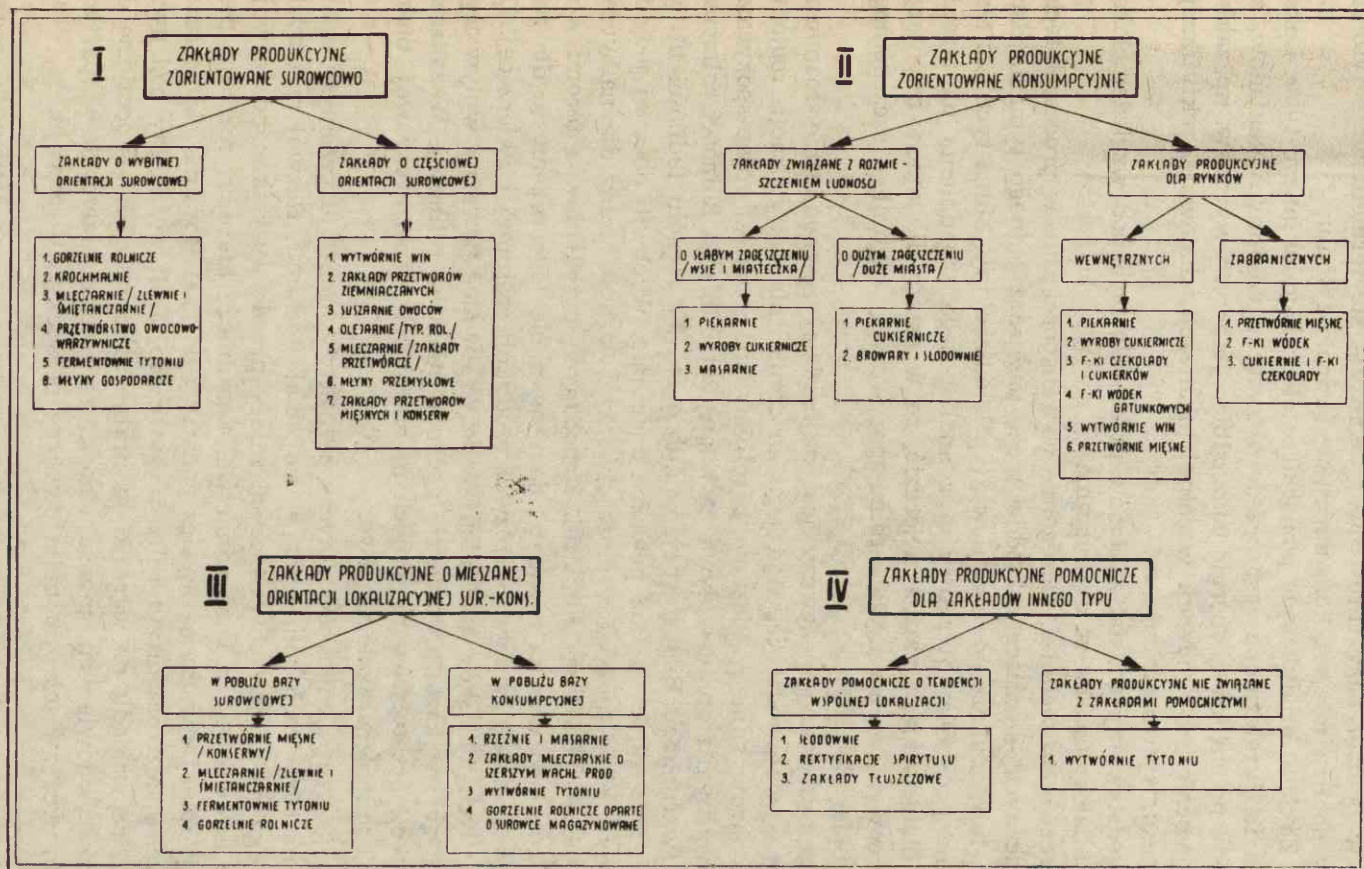 I
ZAKŁADY PRODUKCYJNE
ZORIENTOWANE SUROWCOWO
ZAKŁADY O WYBITNEJ
ORIENTACJI SUROWCOWEJ
ZAKŁADY O CZĘŚCIOWEJ
ORIENTACJI SUROWCOWEJ
1. GORZELNIE ROLNICZE
2. KROCHMALNIE
3. MLECZARNIE / ZLEWNIE I
ŚMIETANCZARNIE /
4. PRZETWÓRSTWO OWOCOWO-
WARZYWNICZE
5 FERMENTOWNIE TYTONIU
6. MŁYNY GOSPODARCZE
1. WYTWÓRNIE WIN
2. ZAKŁADY PRZETWORÓW
ZIEMNIACZANYCH
3 SUSZARNIE OWOCÓW
4 OLEJARNIE /TYP. ROL./
5 MLECZARNIE /ZAKŁADY
PRZETWÓRCZE/
6 MŁYNY PRZEMYSŁOWE
7. ZAKŁADY PRZETWORÓW
MIĘSNYCH I KONSERW
II
ZAKŁADY PRODUKCYJNE
ZORIENTOWANE KONSUMPCYJNIE
ZAKŁADY ZWIĄZANE Z ROZMIE-
SZCZENIEM LUDNOŚCI
ZAKŁADY PRODUKCYJNE
DLA RYNKÓW
O SŁABYM ZAGĘSZCZENIU
/WSIE I MIASTECZKA/
O DUŻYM ZAGĘSZCZENIU
/DUŻE MIASTA/
WEWNĘTRZNYCH
ZAGRANICZNYCH
1 PIEKARNIE
2 WYROBY CUKIERNICZE
3. MASARNIE
1 PIEKARNIE
CUKIERNICZE
2. BROWARY I SŁODOWNIE
1. PIEKARNIE
2 WYROBY CUKIERNICZE
3 F-KI CZEKOLADY
I CUKIERKÓW
4 F-KI WÓDEK
GATUNKOWYCH
5 WYTWÓRNIE WIN
6. PRZETWÓRNIE MIĘSNE
1. PRZETWÓRNIE MIĘSNE
2 F-KI WÓDEK
3. CUKIERNIE I F-KI
CZEKOLADY
III
ZAKŁADY PRODUKCYJNE O MIESZANEJ
ORIENTACJI LOKALIZACYJNEJ SUR.-KONS.
W POBLIŻU BAZY
SUROWCOWEJ
W POBLIŻU BAZY
KONSUMPCYJNEJ
1. PRZETWÓRNIE MIĘSNE
/KONSERWY/
2. MLECZARNIE /ZLEWNIE I
ŚMIETANCZARNIE/
3. FERMENTOWNIE TYTONIU
4 GORZELNIE ROLNICZE
1. RZEŹNIE I MASARNIE
2 ZAKŁADY MLECZARSKIE O
SZERSZYM WACHL PROD
3 WYTWÓRNIE TYTONIU
4 GORZELNIE ROLNICZE OPARTE
O SUROWCE MAGAZYNOWANE
IV
ZAKŁADY PRODUKCYJNE POMOCNICZE
DLA ZAKŁADÓW INNEGO TYPU
ZAKŁADY POMOCNICZE O TENDENCJI
WSPÓLNEJ LOKALIZACJI
ZAKŁADY PRODUKCYJNE NIE ZWIĄZANE
Z ZAKŁADAMI POMOCNICZYMI
1. SŁODOWNIE
2. REKTYFIKACJE SPIRYTUSU
3. ZAKŁADY TŁUSZCZOWE
1. WYTWÓRNIE TYTONIU